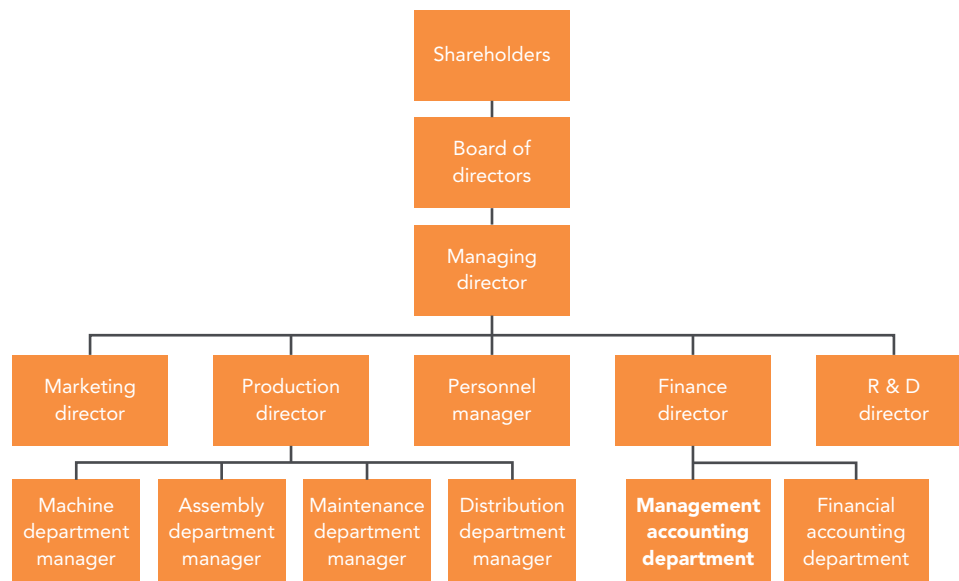 Shareholders
Board of
directors
Managing
director
Marketing
director
Production
director
Personnel
manager
Finance
director
R & D
director
Machine
department
manager
Assembly
department
manager
Maintenance
department
manager
Distribution
department
manager
Management
accounting
department
Financial
accounting
department